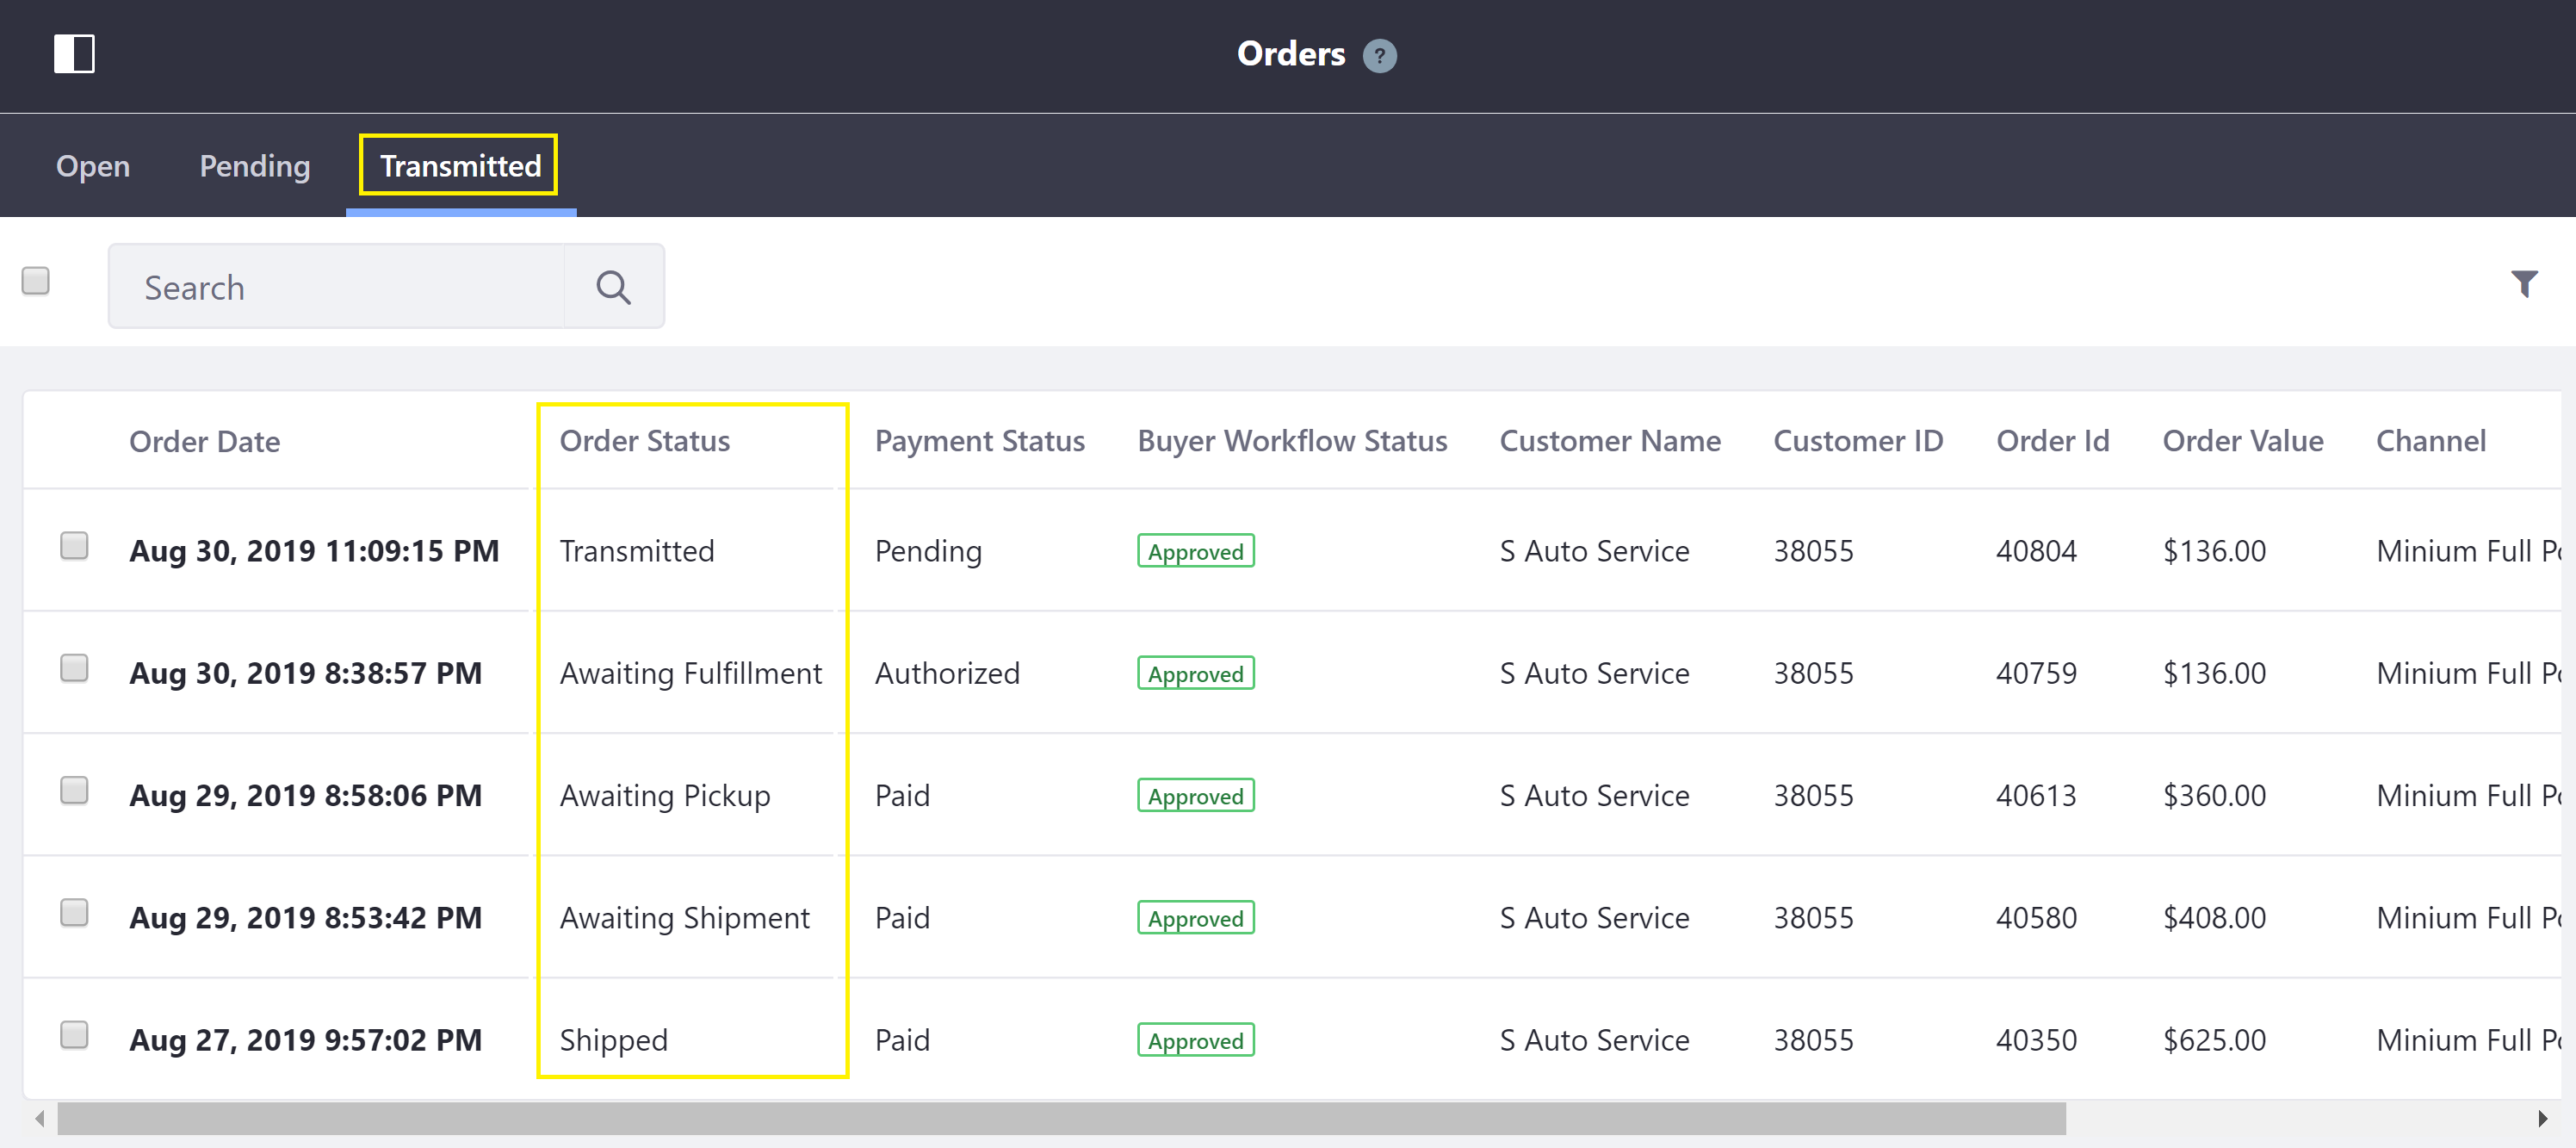 Orders ?
Open Pending Transmitted
Search
Order Date Order Status Payment Status Buyer Workflow Status Customer Name Customer ID Order Id Order Value Channel
Aug 30, 2019 11:09:15 PM Transmitted Pending Approved S Auto Service 38055 40804 $136.00 Minium Full
Aug 30, 2019 8:38:57 PM Awaiting Fulfillment Authorized Approved S Auto Service 38055 40759 $136.00 Minium Full
Aug 29, 2019 8:58:06 PM Awaiting Pickup Paid Approved S Auto Service 38055 40613 $360.00 Minium Full
Aug 29, 2019 8:53:42 PM Awaiting Shipment Paid Approved S Auto Service 38055 40580 $408.00 Minium Full
Aug 27, 2019 9:57:02 PM Shipped Paid Approved S Auto Service 38055 40350 $625.00 Minium Full